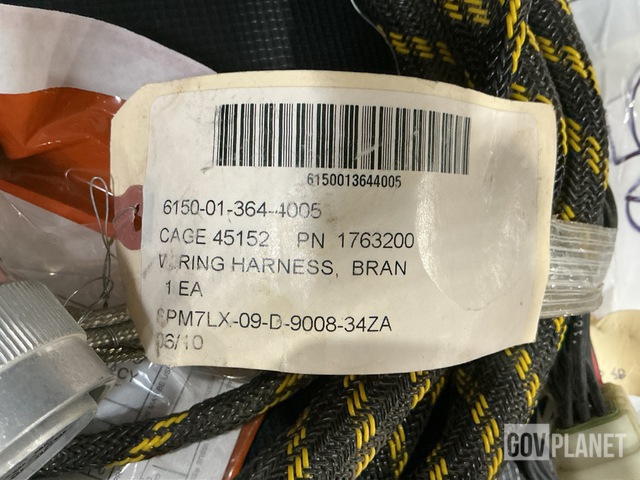 6150013644005
6150-01-364-4005
CAGE 45152 PN 1763200
WIRING HARNESS, BRAN
1 EA
SPM7LX-09-D-9008-34ZA
06/10
GOVPLANET